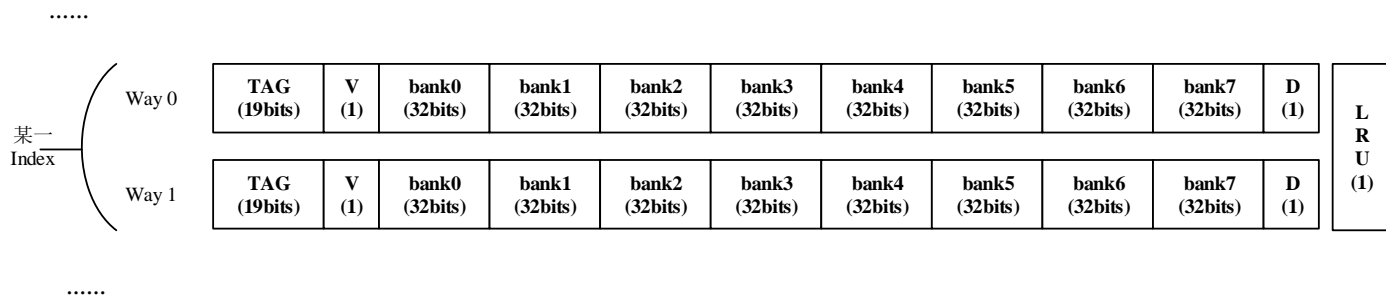 ……
某一
Index
Way 0
TAG
(19bits)
V
(1)
bank0
(32bits)
bank1
(32bits)
bank2
(32bits)
bank3
(32bits)
bank4
(32bits)
bank5
(32bits)
bank6
(32bits)
bank7
(32bits)
D
(1)
Way 1
TAG
(19bits)
V
(1)
bank0
(32bits)
bank1
(32bits)
bank2
(32bits)
bank3
(32bits)
bank4
(32bits)
bank5
(32bits)
bank6
(32bits)
bank7
(32bits)
D
(1)
L
R
U
(1)
……